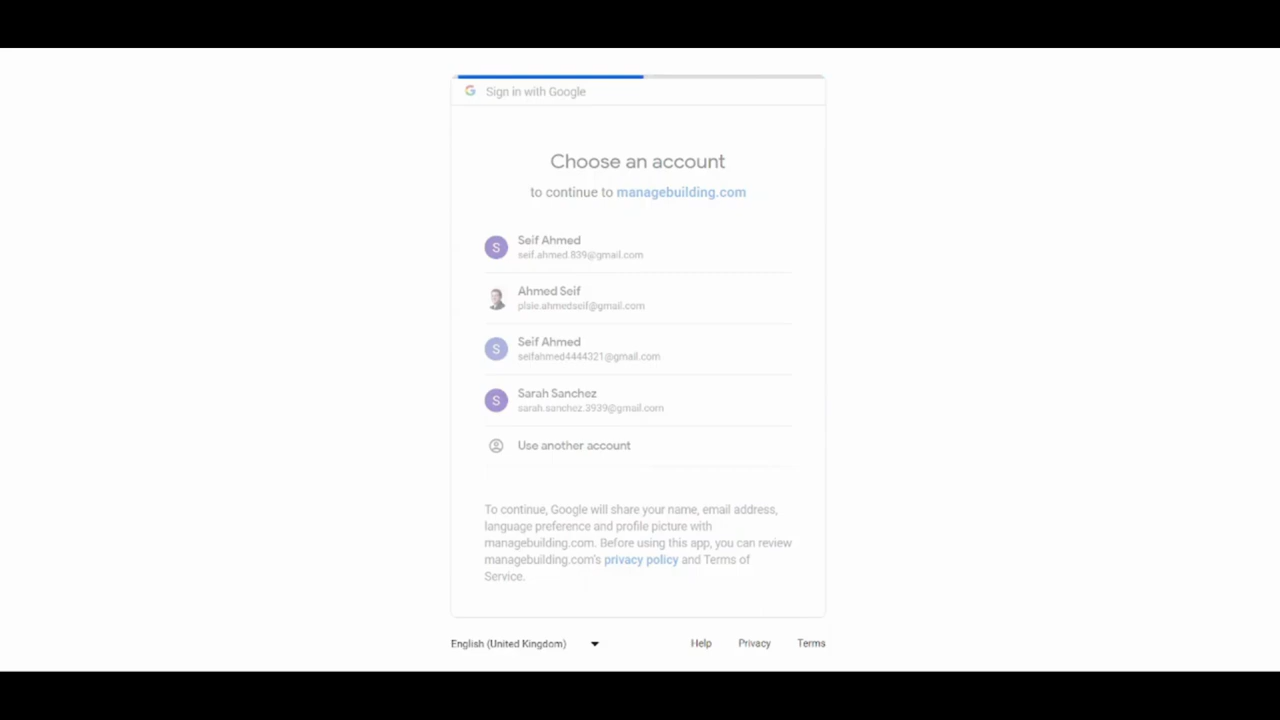 Sign in with Google
Choose an account
to continue to managebuilding.com
S
Seif Ahmed
seif.ahmed.839@gmail.com
Ahmed Seif
plsie.ahmedseif@gmail.com
S
Seif Ahmed
seifahmed4444321@gmail.com
S
Sarah Sanchez
sarah.sanchez.3939@gmail.com
Use another account
To continue, Google will share your name, email address,
language preference and profile picture with
managebuilding.com. Before using this app, you can review
managebuilding.com's privacy policy and Terms of
Service.
English (United Kingdom)
Help
Privacy
Terms